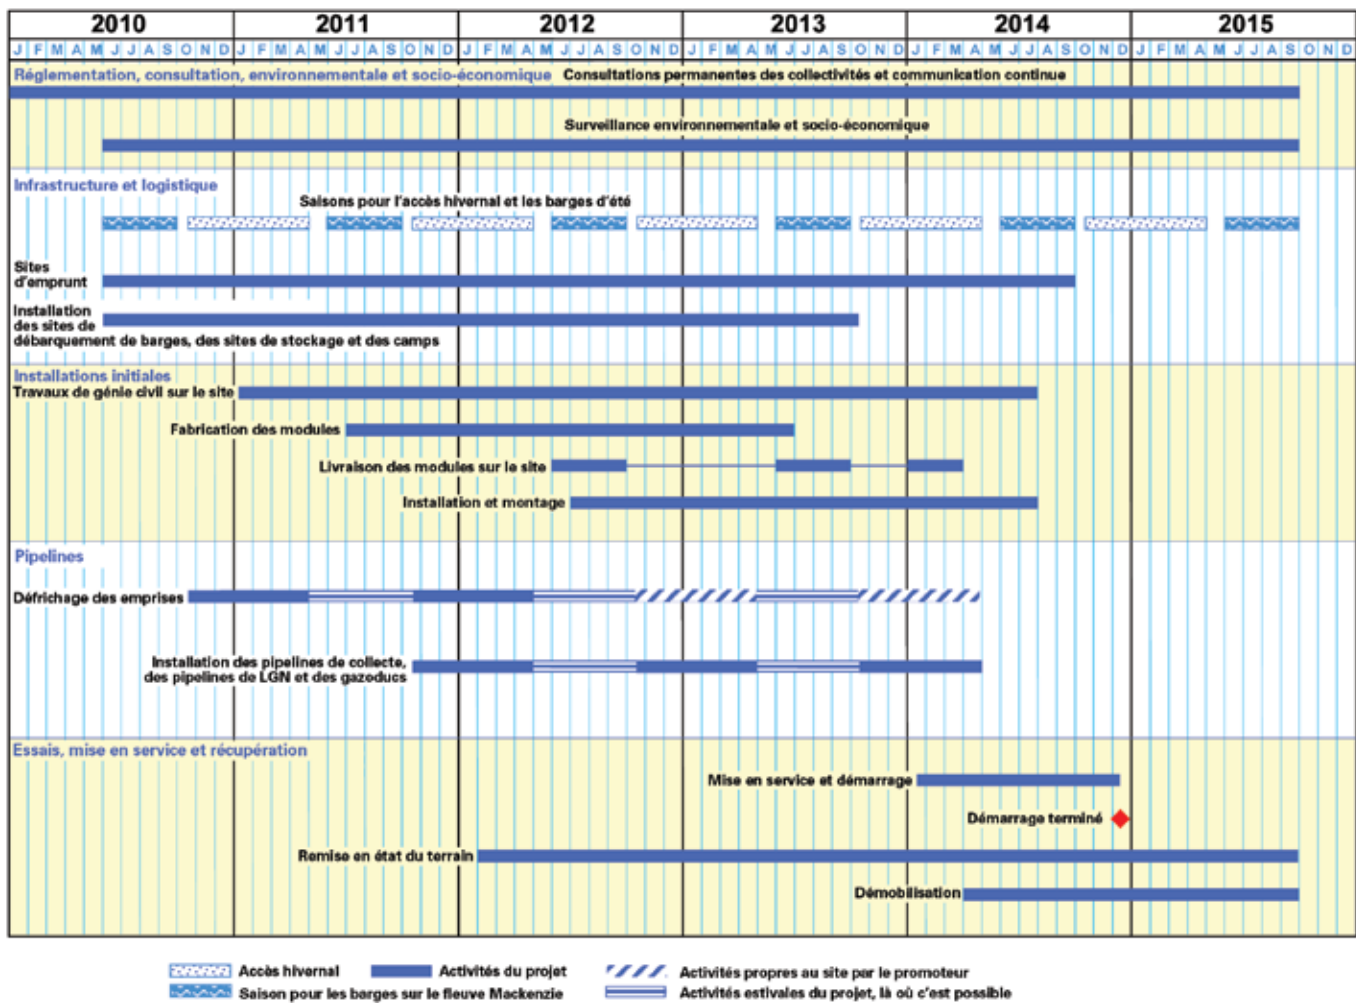 2010 2011 2012 2013 2014 2015
J F M A M J J A S O N D J F M A M J J A S O N D J F M A M J J A S O N D J F M A M J J A S O N D J F M A M J J A S O N D J F M A M J J A S O N D
Réglementation, consultation, environnementale et socio-économique Consultations permanentes des collectivités et communication continue
Surveillance environnementale et socio-économique
Infrastructure et logistique
Saisons pour l'accès hivernal et les barges d'été
Sites
d'emprunt
Installation
des sites de
débarquement de barges, des sites de stockage et des camps
Installations initiales
Travaux de génie civil sur le site
Fabrication des modules
Livraison des modules sur le site
Installation et montage
Pipelines
Défrichage des emprises
Installation des pipelines de collecte,
des pipelines de LGN et des gazoducs
Essais, mise en service et récupération
Mise en service et démarrage
Démarrage terminé
Remise en état du terrain
Démobilisation
Accès hivernal Activités du projet Activités propres au site par le promoteur
Saison pour les barges sur le fleuve Mackenzie Activités estivales du projet, là où c'est possible